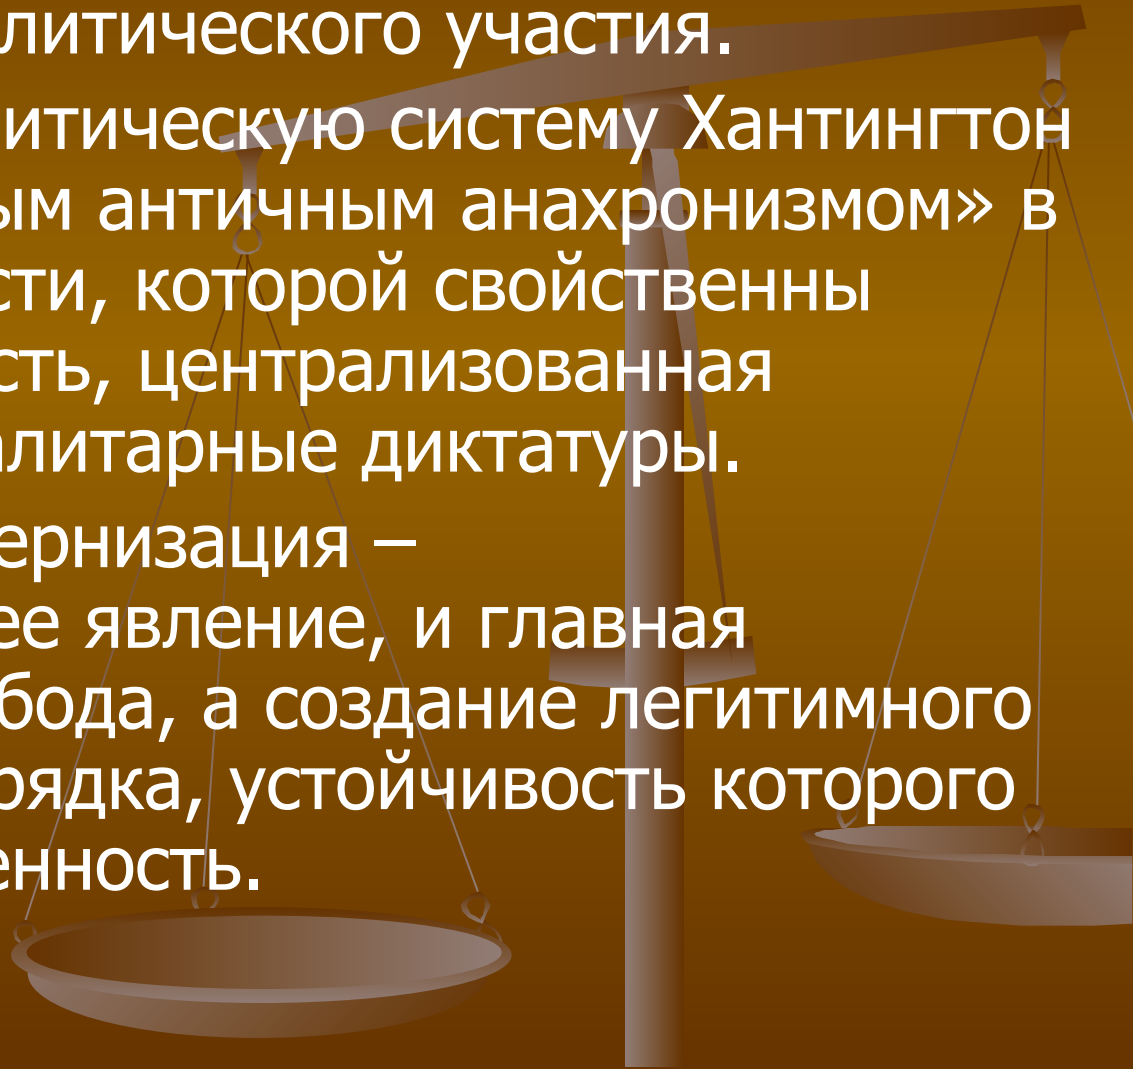 литического участия.
итическую систему Хантингтон
ым античным анахронизмом» в
сти, которой свойственны
сть, централизованная
алитарные диктатуры.
ернизация –
ее явление, и главная
бода, а создание легитимного
рядка, устойчивость которого
енность.